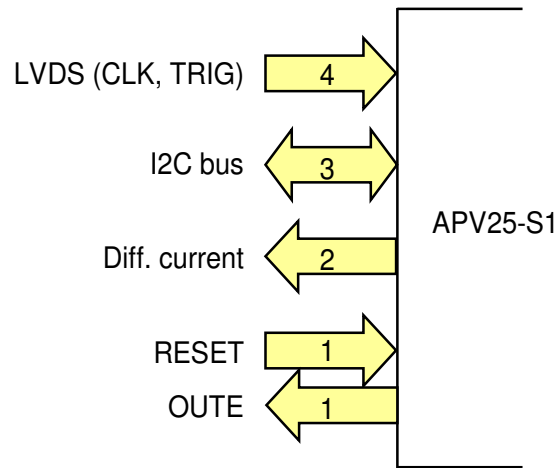 LVDS (CLK, TRIG)
4
I2C bus
3
APV25-S1
Diff. current
2
RESET
1
OUTE
1